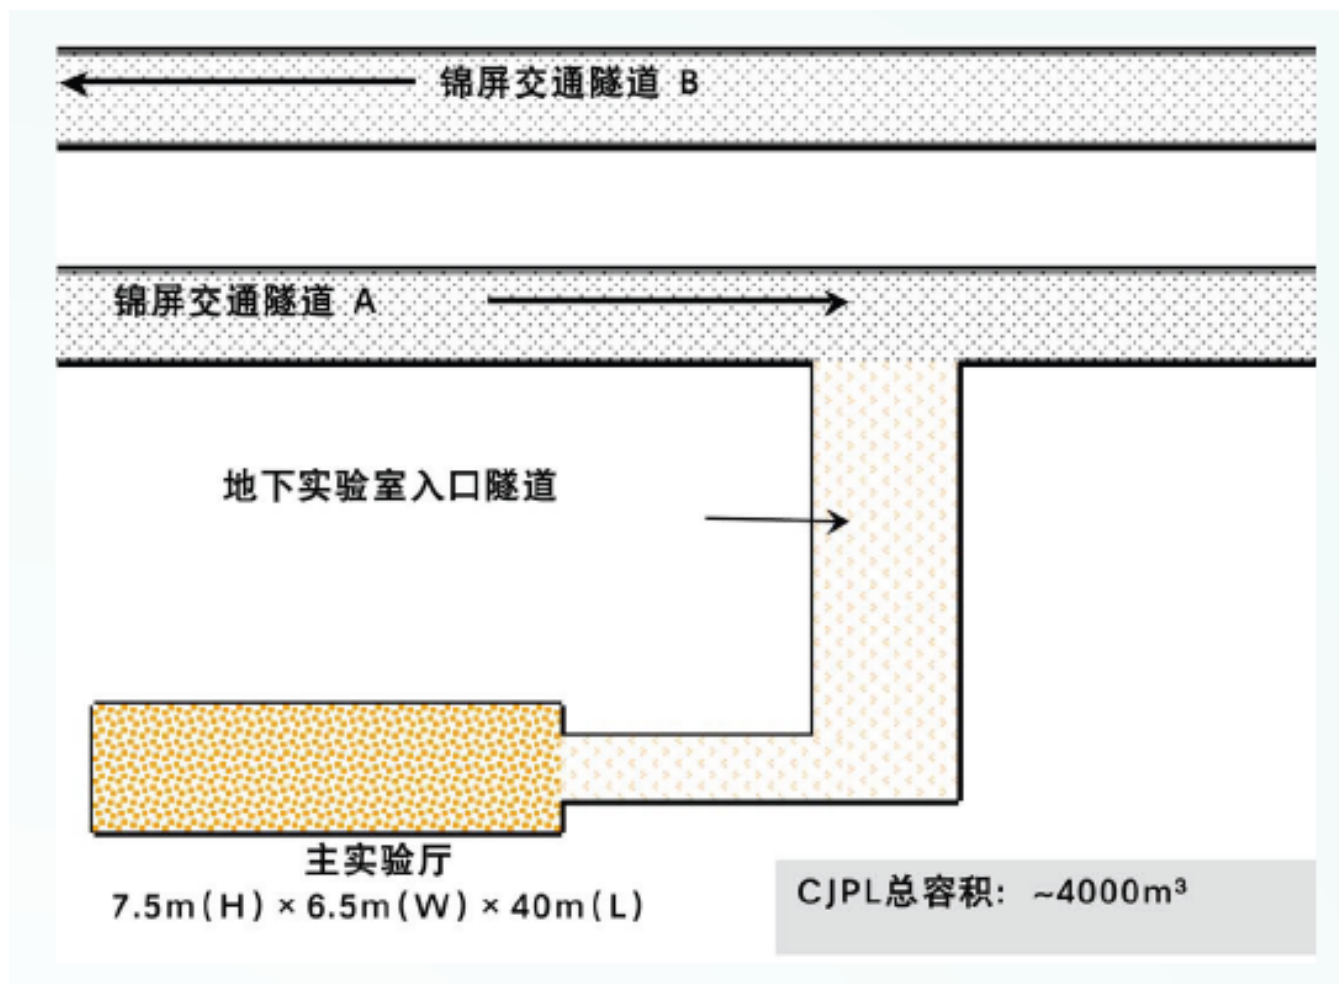 锦屏交通隧道 B
锦屏交通隧道 A
地下实验室入口隧道
主实验厅
7.5m(H)×6.5m(W)×40m(L)
CJPL总容积：~4000m³